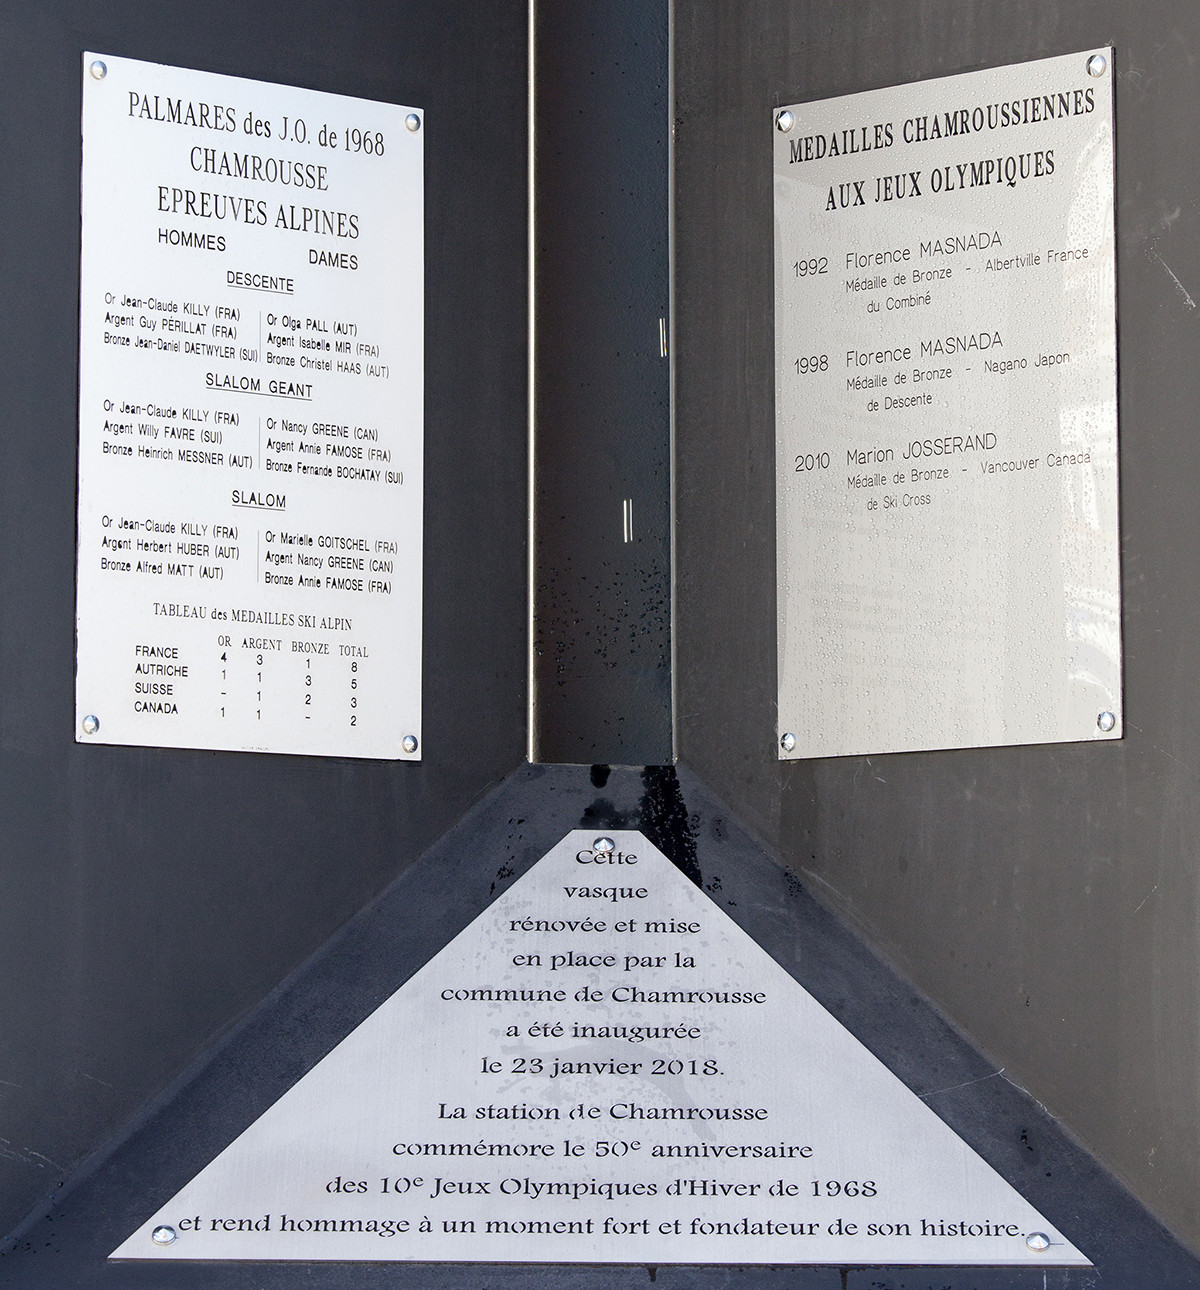 PALMARES des J.O. de 1968
CHAMROUSSE
EPREUVES ALPINES
HOMMES DAMES
DESCENTE
Or Jean-Claude KILLY (FRA)
Argent Guy PÉRILLAT (FRA)
Bronze Jean-Daniel DAETWYLER (SUI)
Or Olga PALL (AUT)
Argent Isabelle MIR (FRA)
Bronze Christel HAAS (AUT)
SLALOM GEANT
Or Jean-Claude KILLY (FRA)
Argent Willy FAVRE (SUI)
Bronze Heinrich MESSNER (AUT)
Or Nancy GREENE (CAN)
Argent Annie FAMOSE (FRA)
Bronze Fernande BOCHATAY (SUI)
SLALOM
Or Jean-Claude KILLY (FRA)
Argent Herbert HUBER (AUT)
Bronze Alfred MATT (AUT)
Or Marielle GOITSCHEL (FRA)
Argent Nancy GREENE (CAN)
Bronze Annie FAMOSE (FRA)
TABLEAU des MEDAILLES SKI ALPIN
OR ARGENT BRONZE TOTAL
FRANCE 4 3 1 8
AUTRICHE 1 1 3 5
SUISSE - 1 2 3
CANADA 1 1 - 2
MEDAILLES CHAMROUSSIENNES
AUX JEUX OLYMPIQUES
1992 Florence MASNADA
Médaille de Bronze - Albertville France
du Combiné
1998 Florence MASNADA
Médaille de Bronze - Nagano Japon
de Descente
2010 Marion JOSSERAND
Médaille de Bronze - Vancouver Canada
de Ski Cross
Cette
vasque
rénovée et mise
en place par la
commune de Chamrousse
a été inaugurée
le 23 janvier 2018.
La station de Chamrousse
commémore le 50e anniversaire
des 10e Jeux Olympiques d'Hiver de 1968
et rend hommage à un moment fort et fondateur de son histoire.